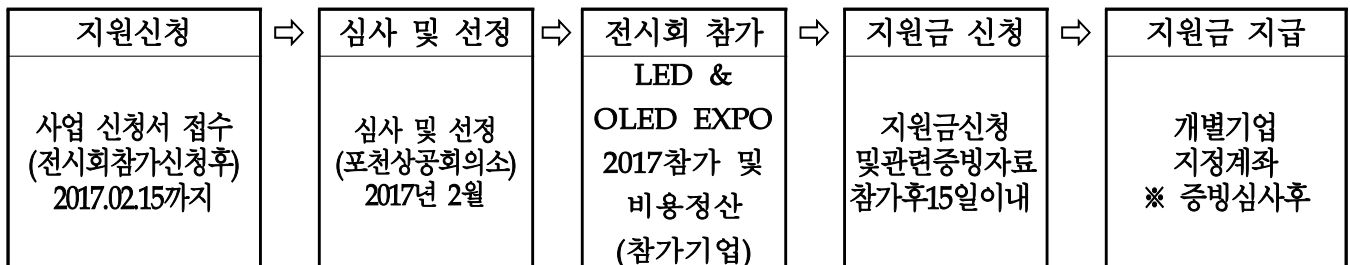 지원신청
사업 신청서 접수
(전시회참가신청후)
2017.02.15까지
⇨
심사 및 선정
심사 및 선정
(포천상공회의소)
2017년 2월
⇨
전시회 참가
LED &
OLED EXPO
2017참가 및
비용정산
(참가기업)
⇨
지원금 신청
지원금신청
및관련증빙자료
참가후15일이내
⇨
지원금 지급
개별기업
지정계좌
※ 증빙심사후